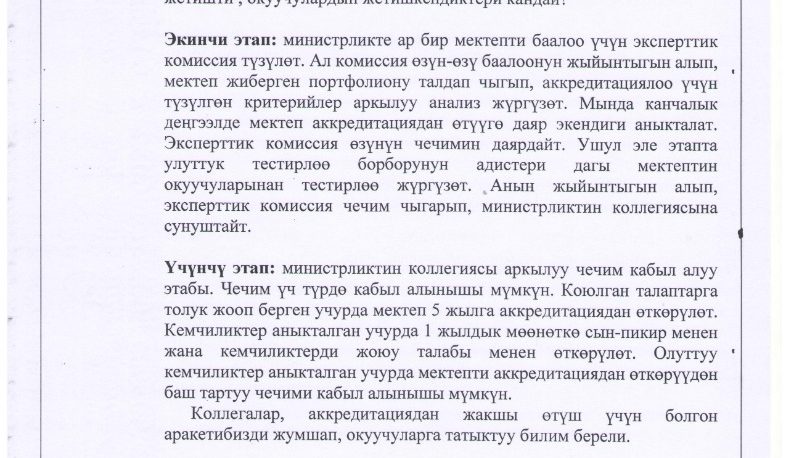 жетишти , окуучулардын жетишкендиктери кандай?
Экинчи этап: министрликте ар бир мектепти баалоо үчүн эксперттик
комиссия түзүлөт. Ал комиссия өзүн-өзү баалоонун жыйынтыгын алып,
мектеп жиберген портфолиону талдап чыгып, аккредитациялоо үчүн
түзүлгөн критерийлер аркылуу анализ жүргүзөт. Мында канчалык
деңгээлде мектеп аккредитациядан өтүүгө даяр экендиги аныкталат.
Эксперттик комиссия өзүнүн чечимин даярдайт. Ушул эле этапта
улуттук тестирлөө борборунун адистери дагы мектептин
окуучуларынан тестирлөө жүргүзөт. Анын жыйынтыгын алып,
эксперттик комиссия чечим чыгарып, министрликтин коллегиясына
сунуштайт.
Үчүнчү этап: министрликтин коллегиясы аркылуу чечим кабыл алуу
этабы. Чечим үч түрдө кабыл алынышы мүмкүн. Коюлган талаптарга
толук жооп берген учурда мектеп 5 жылга аккредитациядан өткөрүлөт.
Кемчиликтер аныкталган учурда 1 жылдык мөөнөткө сын-пикир менен
жана кемчиликтерди жоюу талабы менен өткөрүлөт. Олуттуу
кемчиликтер аныкталган учурда мектепти аккредитациядан өткөрүүдөн
баш тартуу чечими кабыл алынышы мүмкүн.
Коллегалар, аккредитациядан жакшы өтүш үчүн болгон
аракетибизди жумшап, окуучуларга татыктуу билим берели.